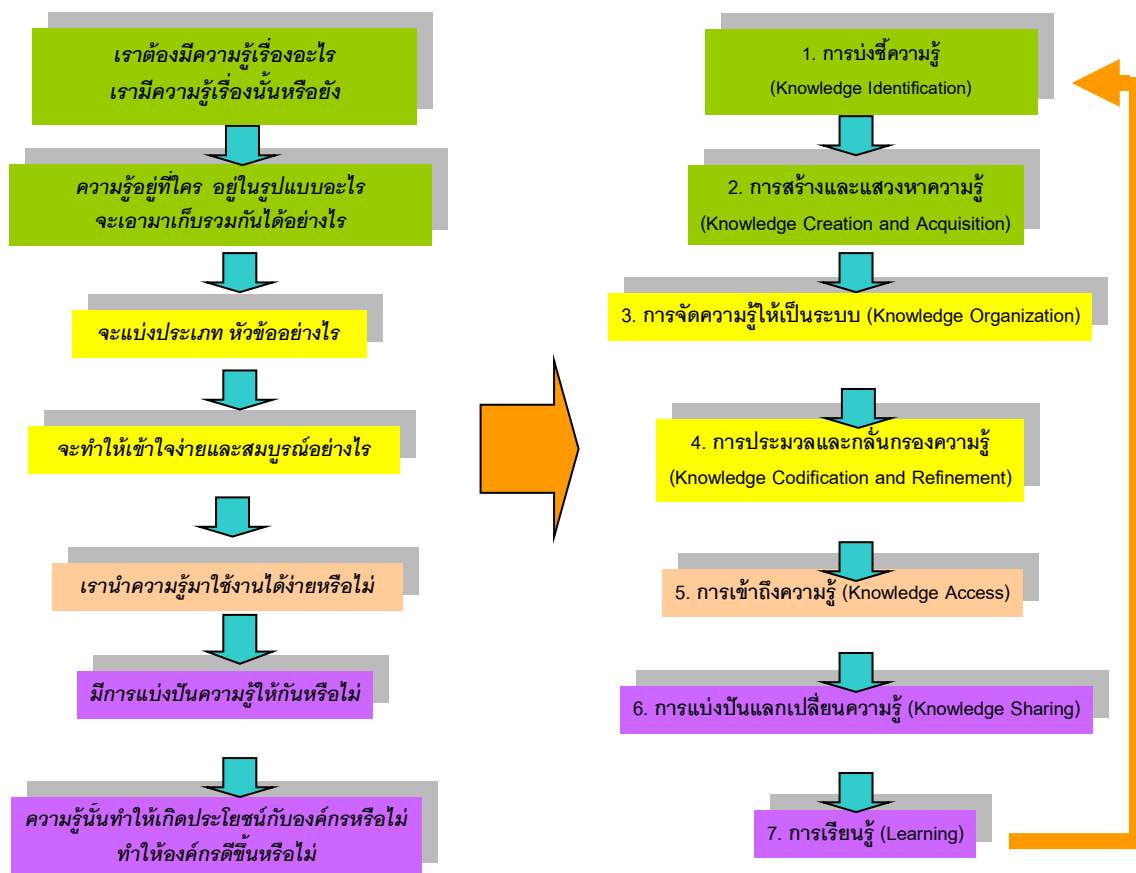 เราต้องมีความรู้เรื่องอะไร
เรามีความรู้เรื่องนั้นหรือยัง
ความรู้อยู่ที่ใคร อยู่ในรูปแบบอะไร
จะเอามาเก็บรวมกันได้อย่างไร
จะแบ่งประเภท หัวข้ออย่างไร
จะทำให้เข้าใจง่ายและสมบูรณ์อย่างไร
เรานำความรู้มาใช้งานได้ง่ายหรือไม่
มีการแบ่งปันความรู้ให้กันหรือไม่
ความรู้นั้นทำให้เกิดประโยชน์กับองค์กรหรือไม่
ทำให้องค์กรดีขึ้นหรือไม่
1. การบ่งชี้ความรู้
(Knowledge Identification)
2. การสร้างและแสวงหาความรู้
(Knowledge Creation and Acquisition)
3. การจัดความรู้ให้เป็นระบบ (Knowledge Organization)
4. การประมวลและกลั่นกรองความรู้
(Knowledge Codification and Refinement)
5. การเข้าถึงความรู้ (Knowledge Access)
6. การแบ่งปันแลกเปลี่ยนความรู้ (Knowledge Sharing)
7. การเรียนรู้ (Learning)